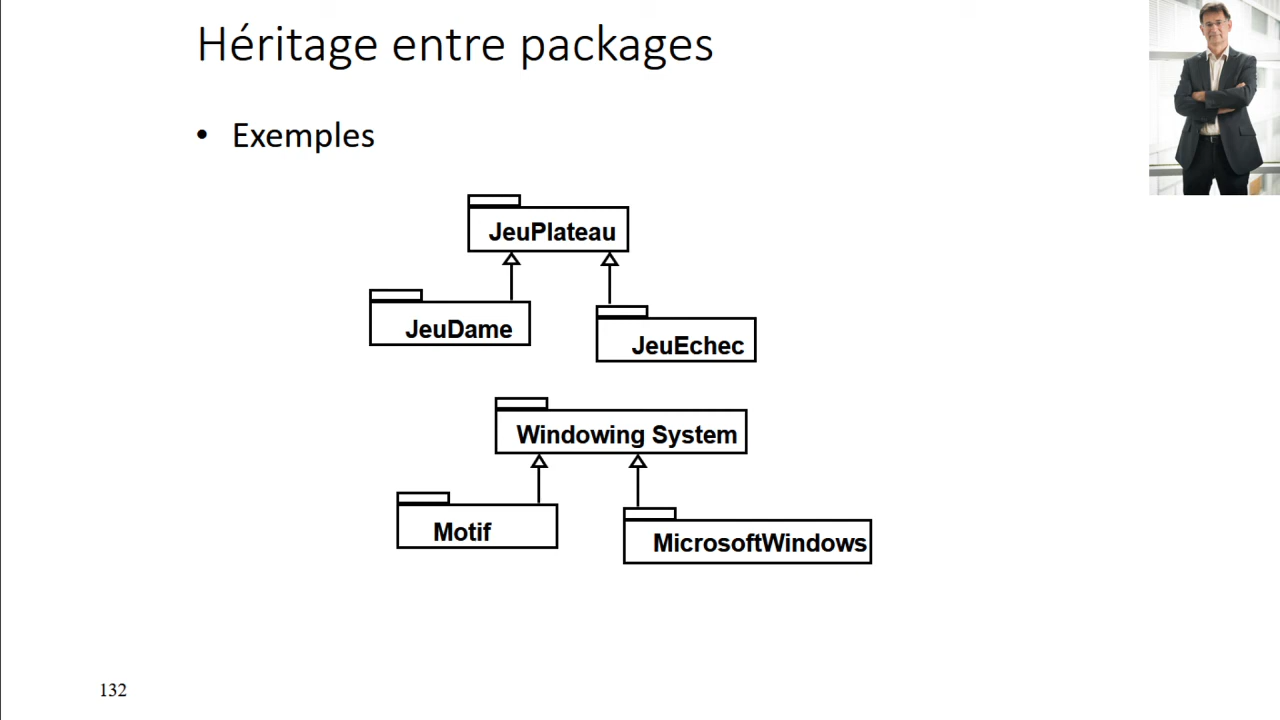 Héritage entre packages
• Exemples
JeuPlateau
JeuDame
JeuEchec
Windowing System
Motif
MicrosoftWindows
132